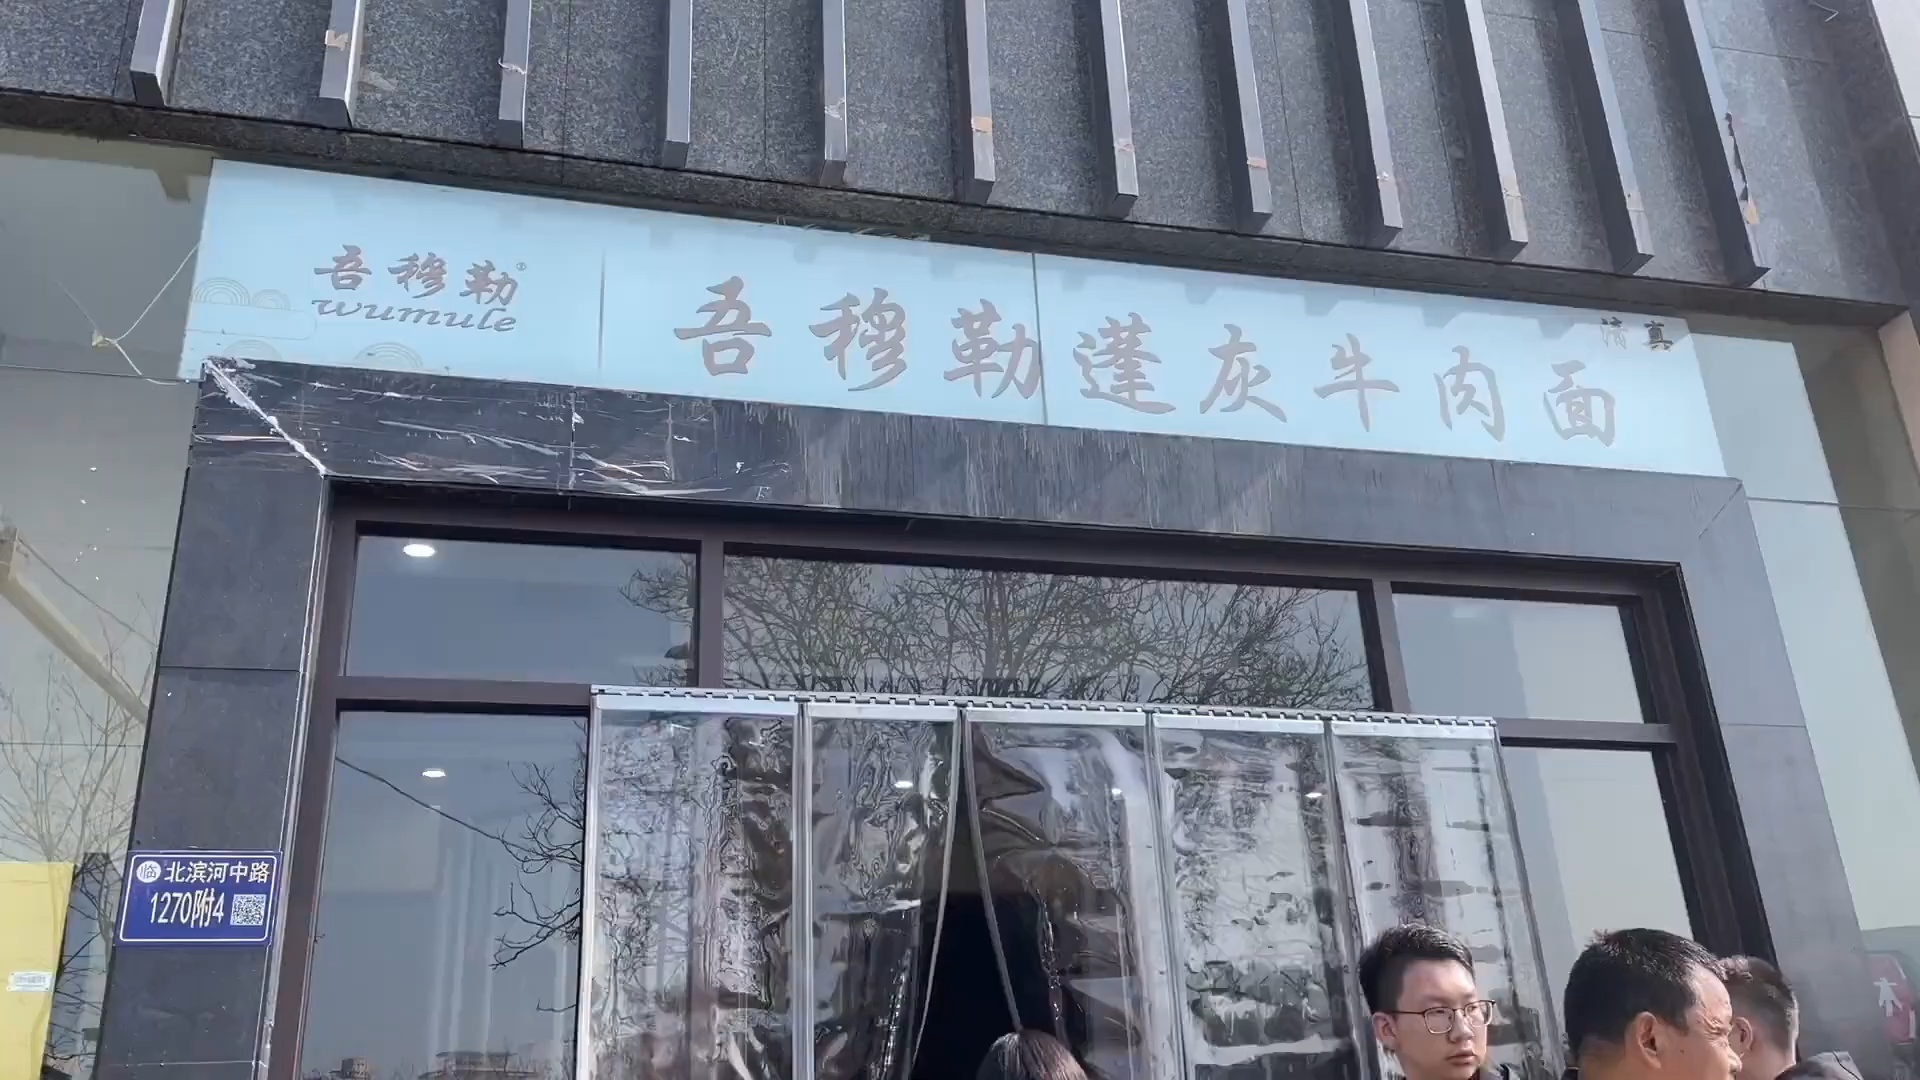 吾穆勒®
wumule
吾穆勒蓬灰牛肉面
清真
临 北滨河中路
1270附4